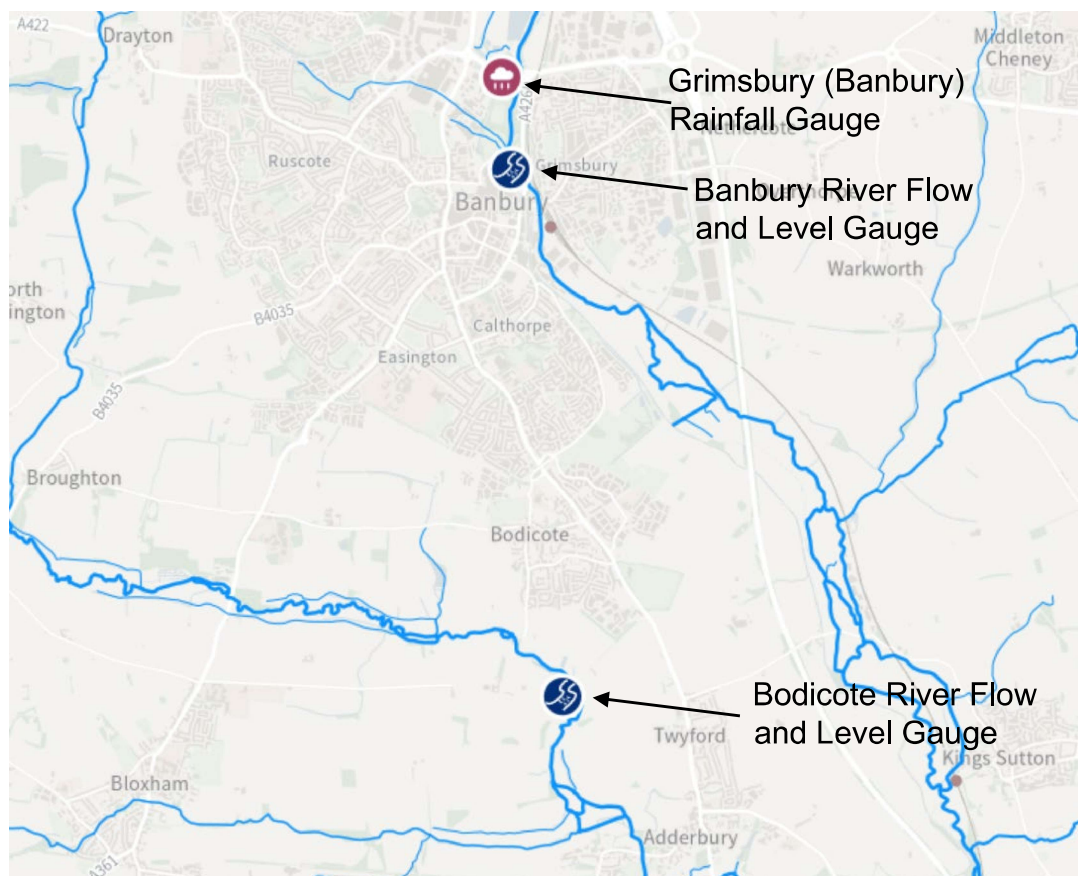 A422
Drayton
Middleton
Cheney
Grimsbury (Banbury)
Rainfall Gauge
A426
Nethercote
Ruscote
Grimsbury
Banbury River Flow
and Level Gauge
Banbury
Warkworth
orth
ington
B4035
Calthorpe
Easington
B4035
Broughton
Bodicote
Bodicote River Flow
and Level Gauge
Twyford
Kings Sutton
Bloxham
Adderbury
A361